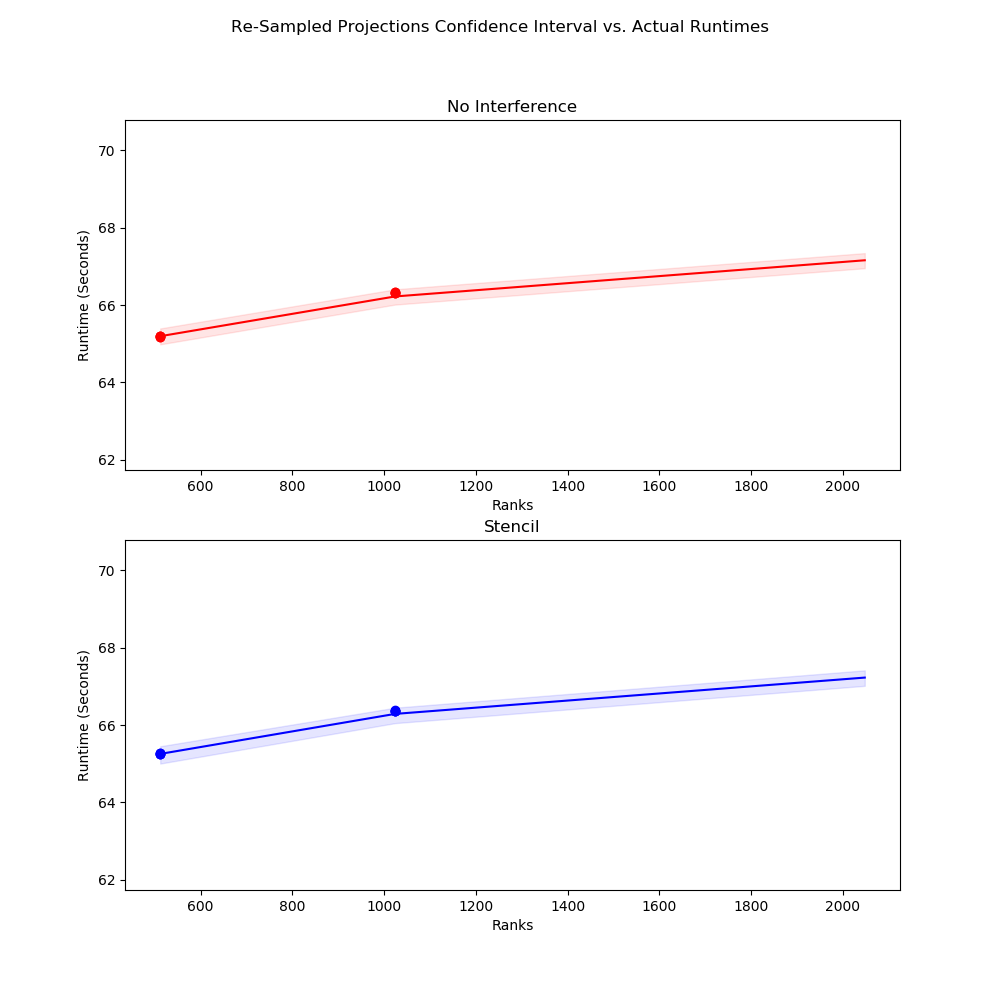 Re-Sampled Projections Confidence Interval vs. Actual Runtimes
No Interference
70
68
66
64
62
Runtime (Seconds)
600 800 1000 1200 1400 1600 1800 2000
Ranks
Stencil
70
68
66
64
62
Runtime (Seconds)
600 800 1000 1200 1400 1600 1800 2000
Ranks